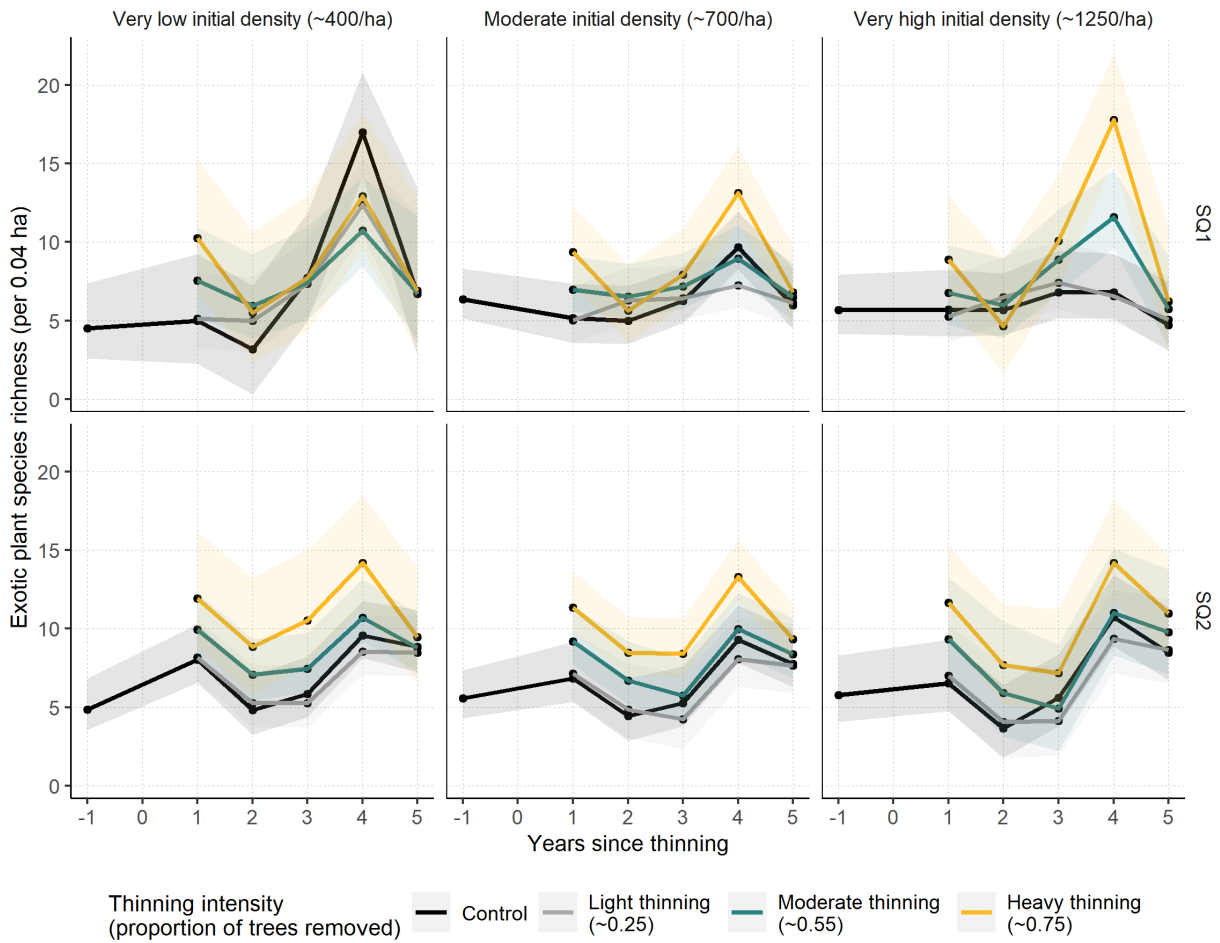 Very low initial density (~400/ha)
Moderate initial density (~700/ha)
Very high initial density (~1250/ha)
Exotic plant species richness (per 0.04 ha)
20
15
10
5
0
SQ1
20
15
10
5
0
SQ2
-1 0 1 2 3 4 5
-1 0 1 2 3 4 5
-1 0 1 2 3 4 5
Years since thinning
Thinning intensity
(proportion of trees removed)
Control
Light thinning
(~0.25)
Moderate thinning
(~0.55)
Heavy thinning
(~0.75)